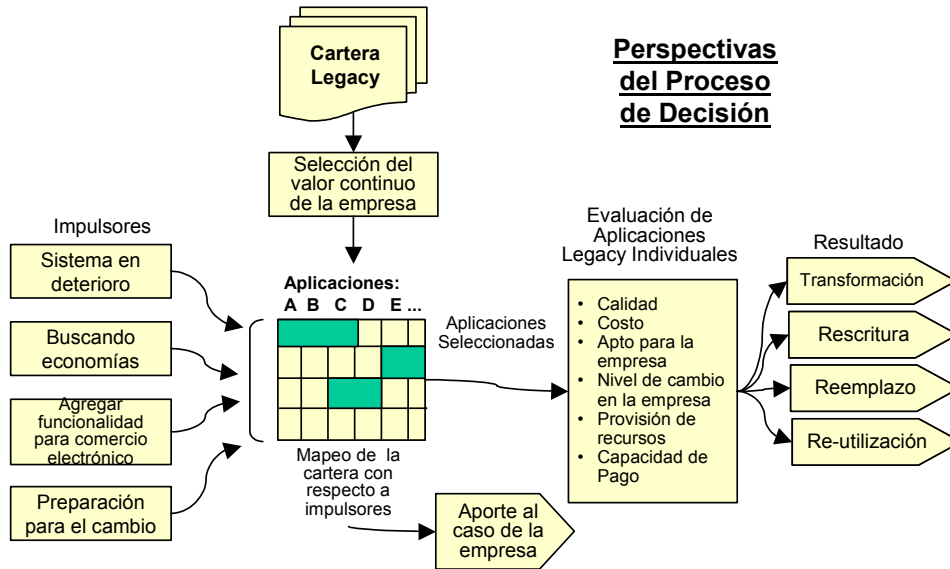 Cartera
Legacy
Perspectivas
del Proceso
de Decisión
Selección del
valor continuo
de la empresa
Impulsores
Sistema en
deterioro
Buscando
economías
Agregar
funcionalidad
para comercio
electrónico
Preparación
para el cambio
Aplicaciones:
A B C D E ...
Mapeo de la
cartera con
respecto a
impulsores
Aplicaciones
Seleccionadas
Aporte al
caso de la
empresa
Evaluación de
Aplicaciones
Legacy Individuales
• Calidad
• Costo
• Apto para la
empresa
• Nivel de cambio
en la empresa
• Provisión de
recursos
• Capacidad de
Pago
Resultado
Transformación
Rescritura
Reemplazo
Re-utilización